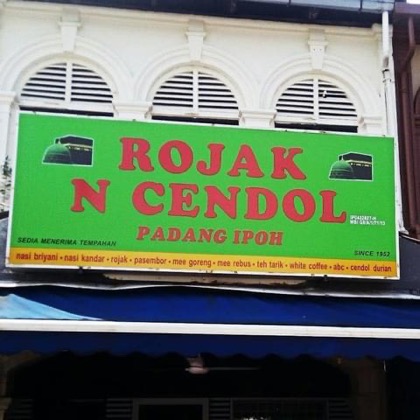 ROJAK
N CENDOL
PADANG IPOH
SEDIA MENERIMA TEMPAHAN
SINCE 1953
nasi briyani • nasi kandar • rojak • pasembor • mee goreng • mee rebus • teh tarik • white coffee • abc • cendol durian